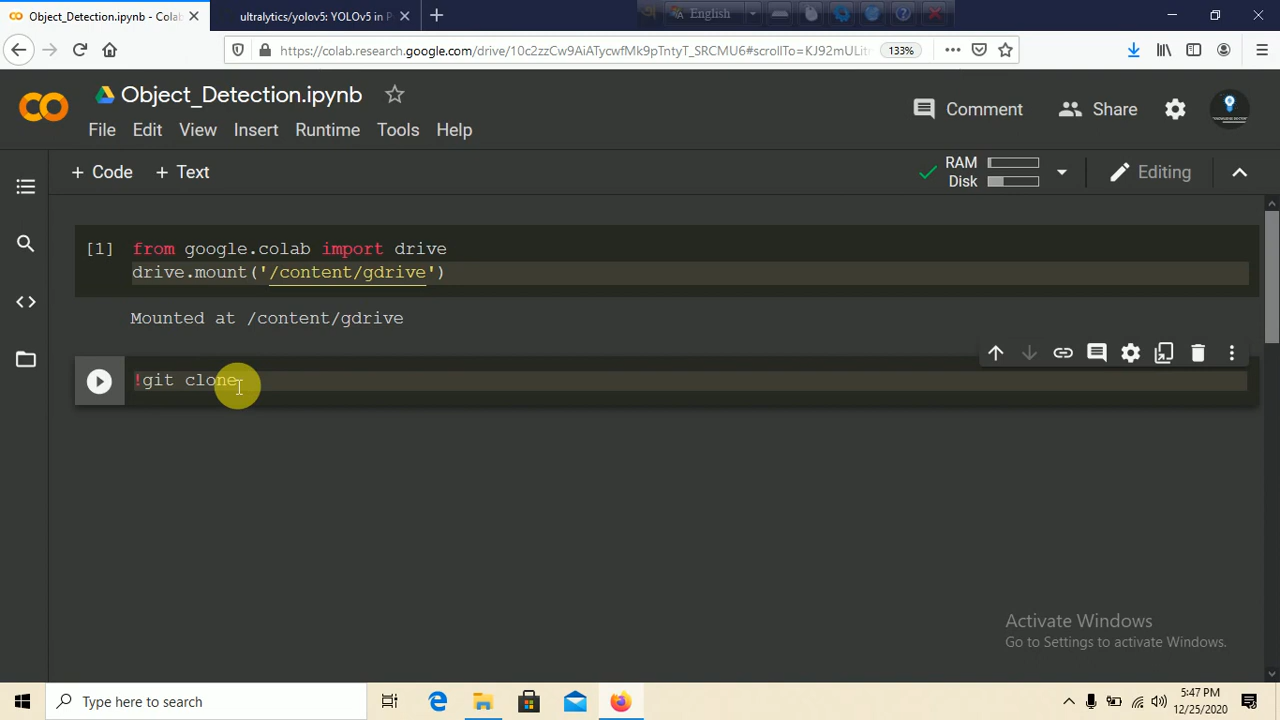 Object_Detection.ipynb - Colab
ultralytics/yolov5: YOLOv5 in P
English
https://colab.research.google.com/drive/10c2zzCw9AiATycwfMk9pTntyT_SRCMU6#scrollTo=KJ92mULit
133%
Object_Detection.ipynb
Comment
Share
File Edit View Insert Runtime Tools Help
+ Code + Text
RAM
Disk
Editing
[1] from google.colab import drive
drive.mount('/content/gdrive')
Mounted at /content/gdrive
!git clone
Activate Windows
Go to Settings to activate Windows.
Type here to search
5:47 PM
12/25/2020